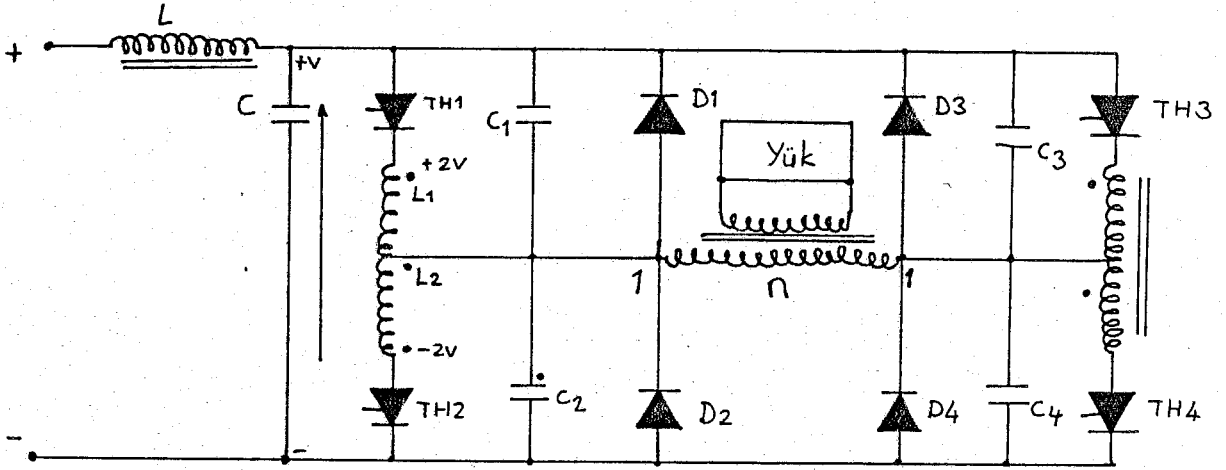 L
+
+V
C
TH1
C1
D1
D3
TH3
Yük
C3
+2V
L1
L2
1
n
1
-2V
TH2
C2
D2
D4
C4
TH4
-
-